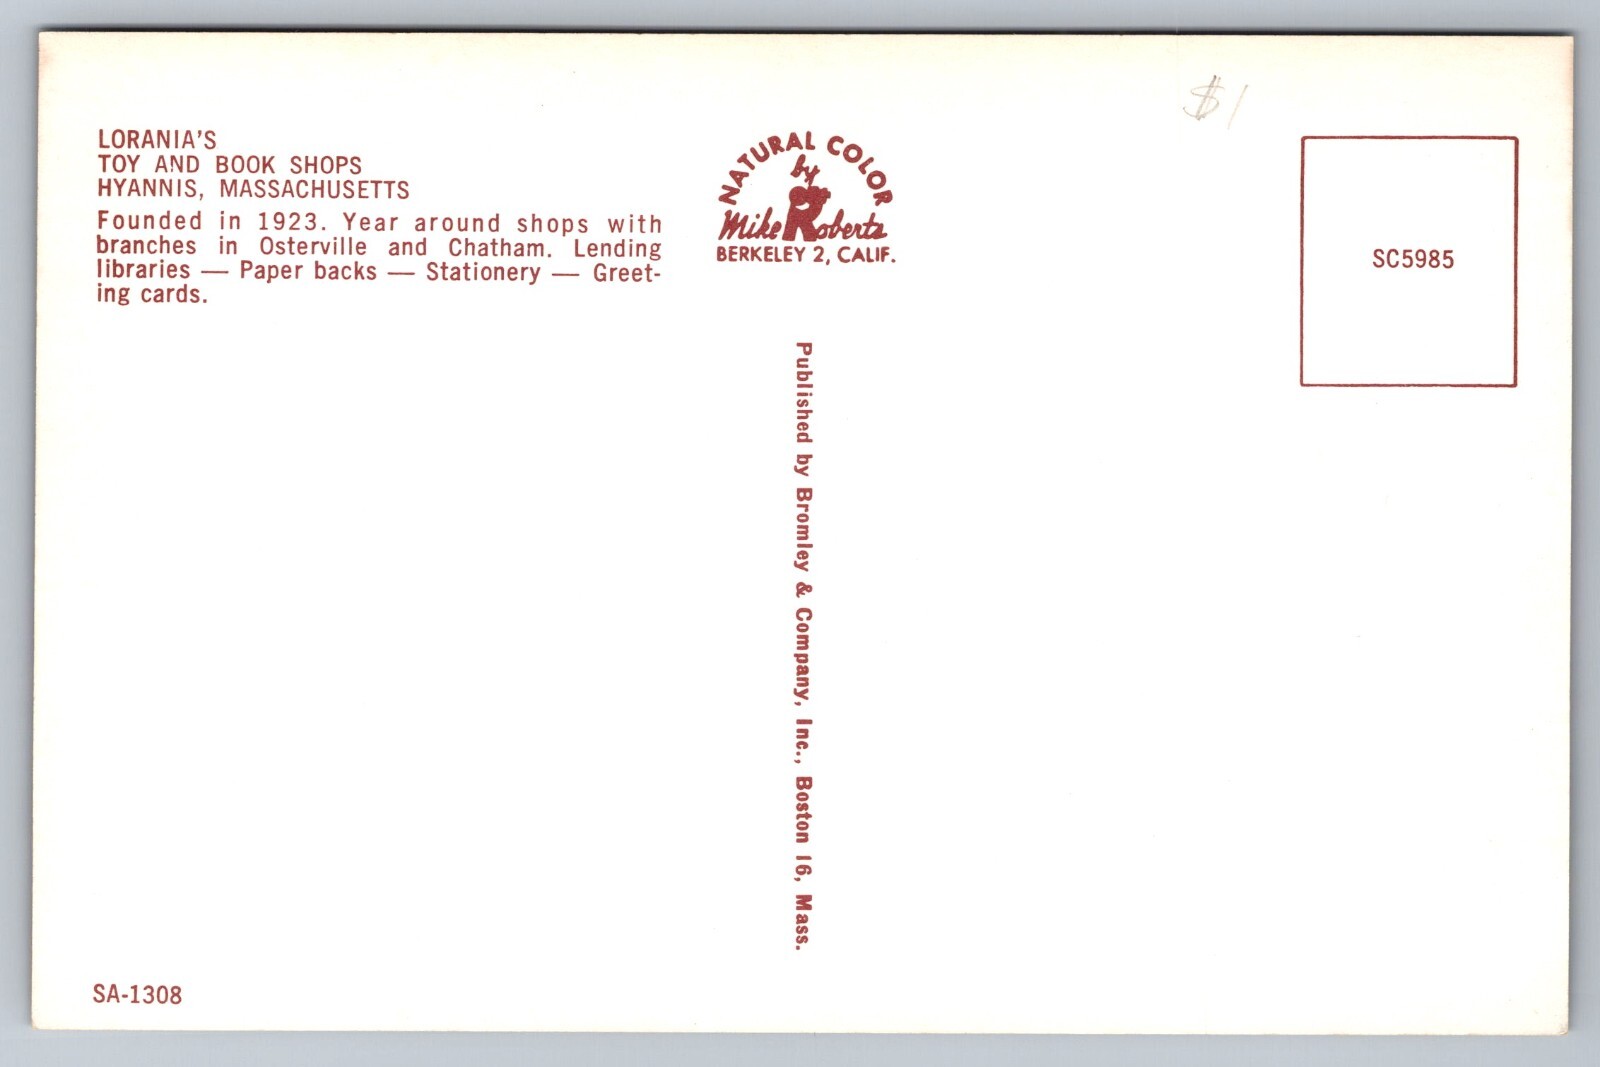 $1
LORANIA'S
TOY AND BOOK SHOPS
HYANNIS, MASSACHUSETTS
Founded in 1923. Year around shops with
branches in Osterville and Chatham. Lending
libraries — Paper backs — Stationery — Greet-
ing cards.
NATURAL COLOR
by
Mike Roberts
BERKELEY 2, CALIF.
SC5985
Published by Bromley & Company, Inc., Boston 16, Mass.
SA-1308